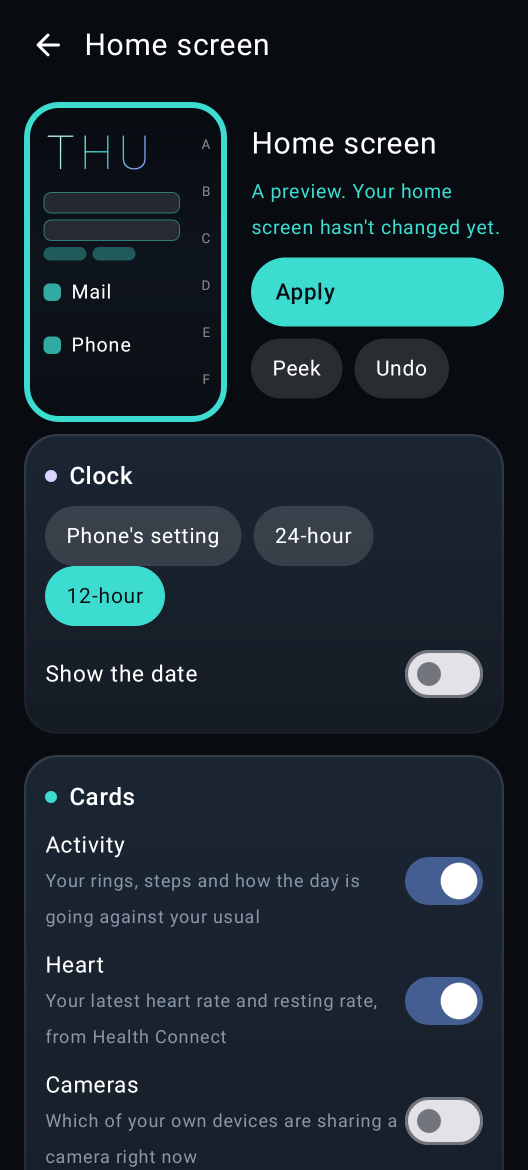 Home screen
THU
A
B
C
D
E
F
Mail
Phone
Home screen
A preview. Your home
screen hasn't changed yet.
Apply
Peek
Undo
Clock
Phone's setting
24-hour
12-hour
Show the date
Cards
Activity
Your rings, steps and how the day is
going against your usual
Heart
Your latest heart rate and resting rate,
from Health Connect
Cameras
Which of your own devices are sharing a
camera right now